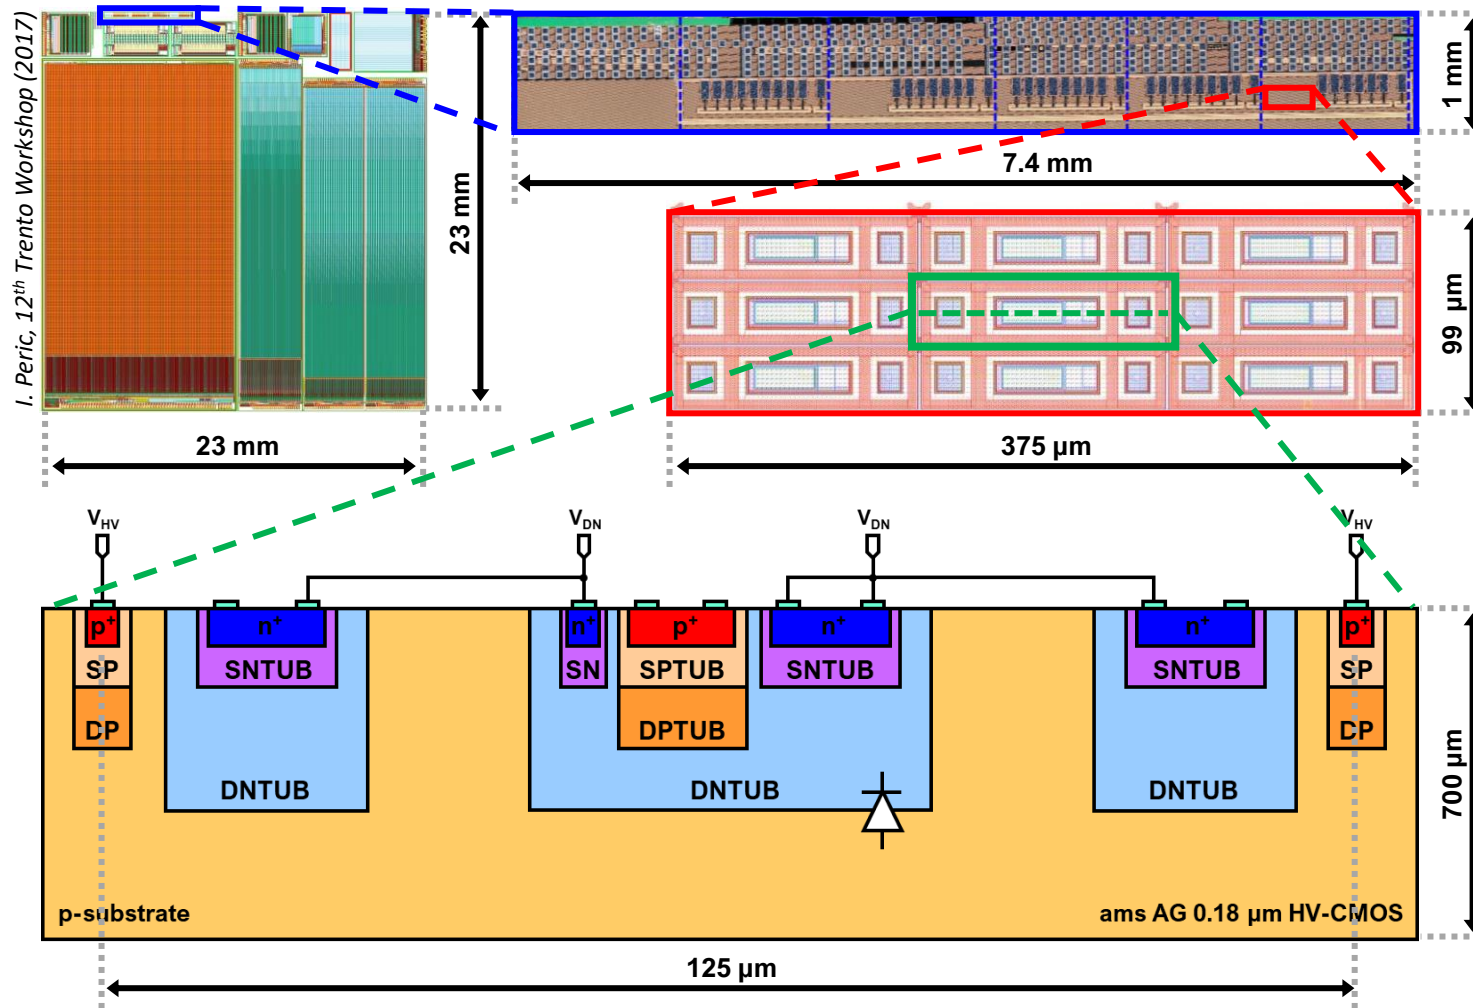 I. Peric, 12th Trento Workshop (2017)
23 mm
23 mm
1 mm
7.4 mm
99 µm
375 µm
VHV
VDN
VDN
VHV
p+
n+
n+
p+
n+
n+
p+
SP
SNTUB
SN
SPTUB
SNTUB
SNTUB
SP
DP
DPTUB
DP
DNTUB
DNTUB
DNTUB
700 µm
p-substrate
ams AG 0.18 µm HV-CMOS
125 µm